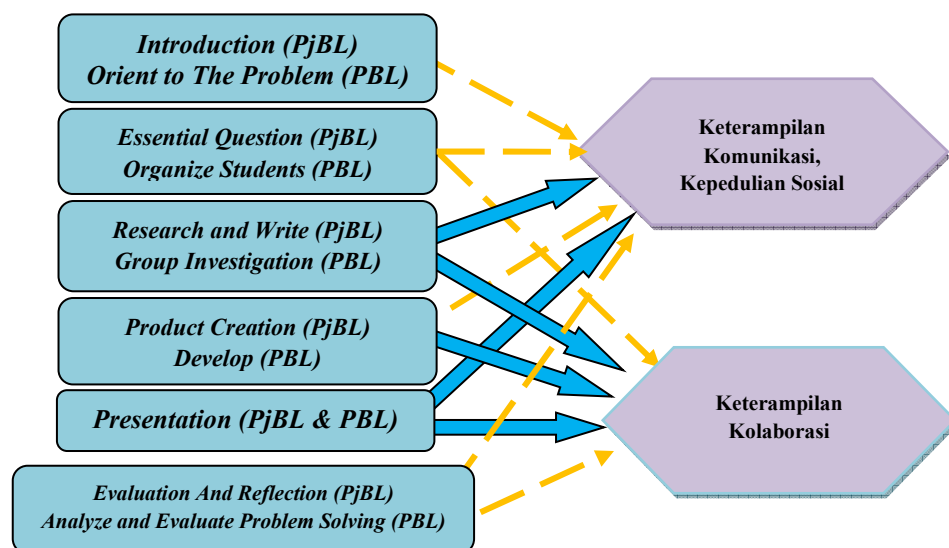 Introduction (PjBL)
Orient to The Problem (PBL)
Essential Question (PjBL)
Organize Students (PBL)
Research and Write (PjBL)
Group Investigation (PBL)
Product Creation (PjBL)
Develop (PBL)
Presentation (PjBL & PBL)
Evaluation And Reflection (PjBL)
Analyze and Evaluate Problem Solving (PBL)
Keterampilan
Komunikasi,
Kepedulian Sosial
Keterampilan
Kolaborasi